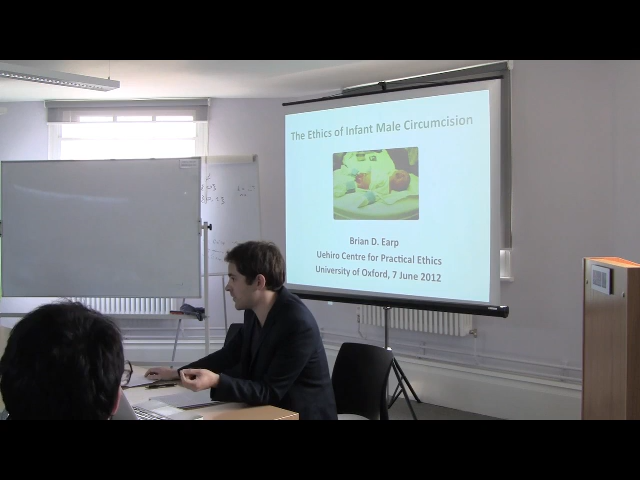 The Ethics of Infant Male Circumcision
Brian D. Earp
Uehiro Centre for Practical Ethics
University of Oxford, 7 June 2012